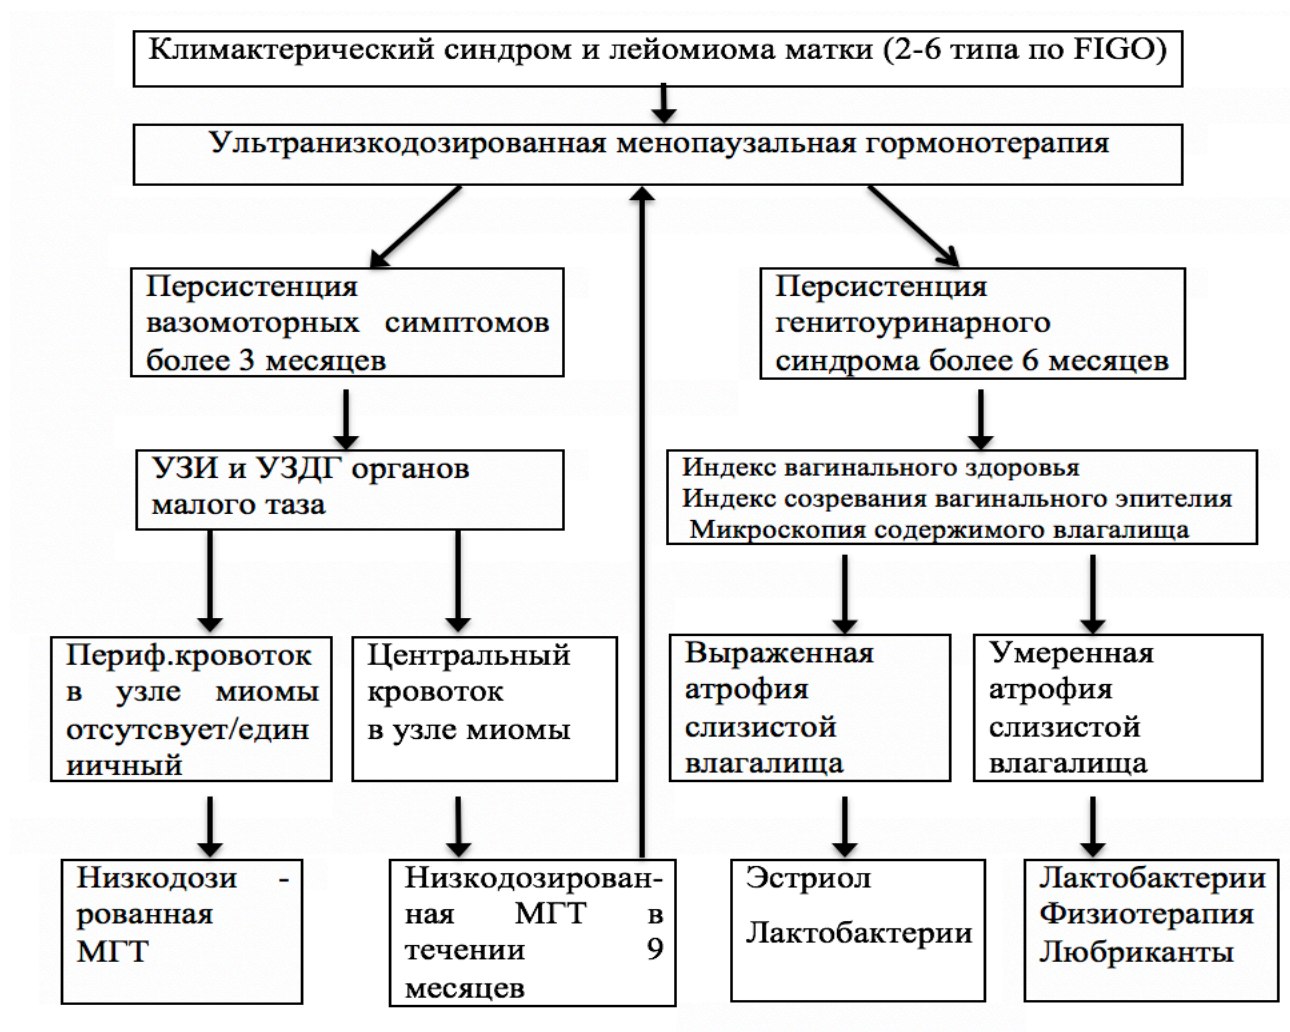 Климактерический синдром и лейомиома матки (2-6 типа по FIGO)
Ультранизкодозированная менопаузальная гормонотерапия
Персистенция
вазомоторных симптомов
более 3 месяцев
Персистенция
генитоуринарного
синдрома более 6 месяцев
УЗИ и УЗДГ органов
малого таза
Индекс вагинального здоровья
Индекс созревания вагинального эпителия
Микроскопия содержимого влагалища
Периф.кровоток
в узле миомы
отсутсвует/един
иичный
Центральный
кровоток
в узле миомы
Выраженная
атрофия
слизистой
влагалища
Умеренная
атрофия
слизистой
влагалища
Низкодози -
рованная
МГТ
Низкодозирован-
ная МГТ в
течении 9
месяцев
Эстриол
Лактобактерии
Лактобактерии
Физиотерапия
Любриканты